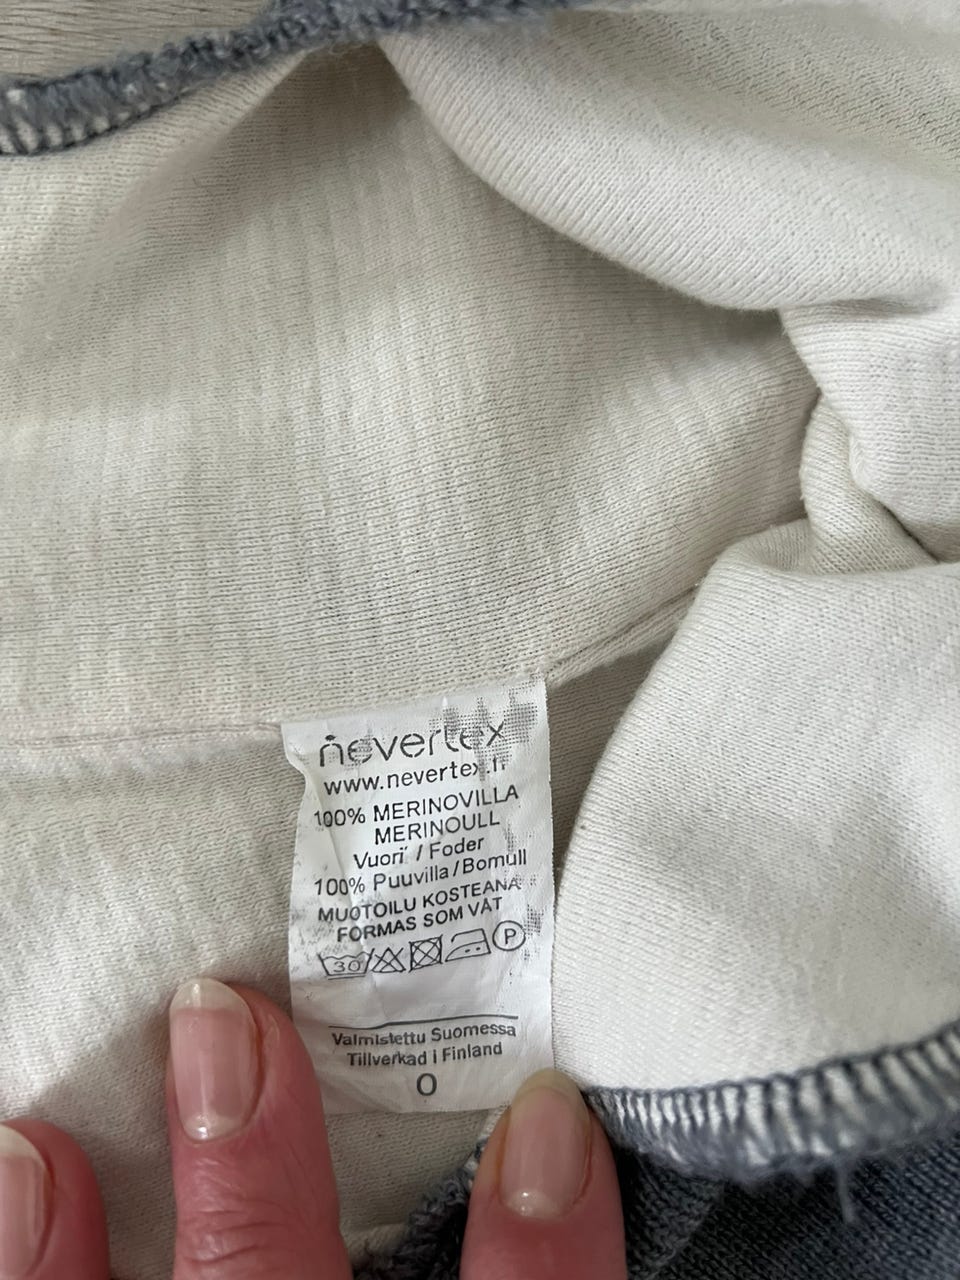 nevertex
www.nevertex.fi
100% MERINOVILLA
MERINOULL
Vuori / Foder
100% Puuvilla/Bomull
MUOTOILU KOSTEANA
FORMAS SOM VÅT
30 P
Valmistettu Suomessa
Tillverkad i Finland
0